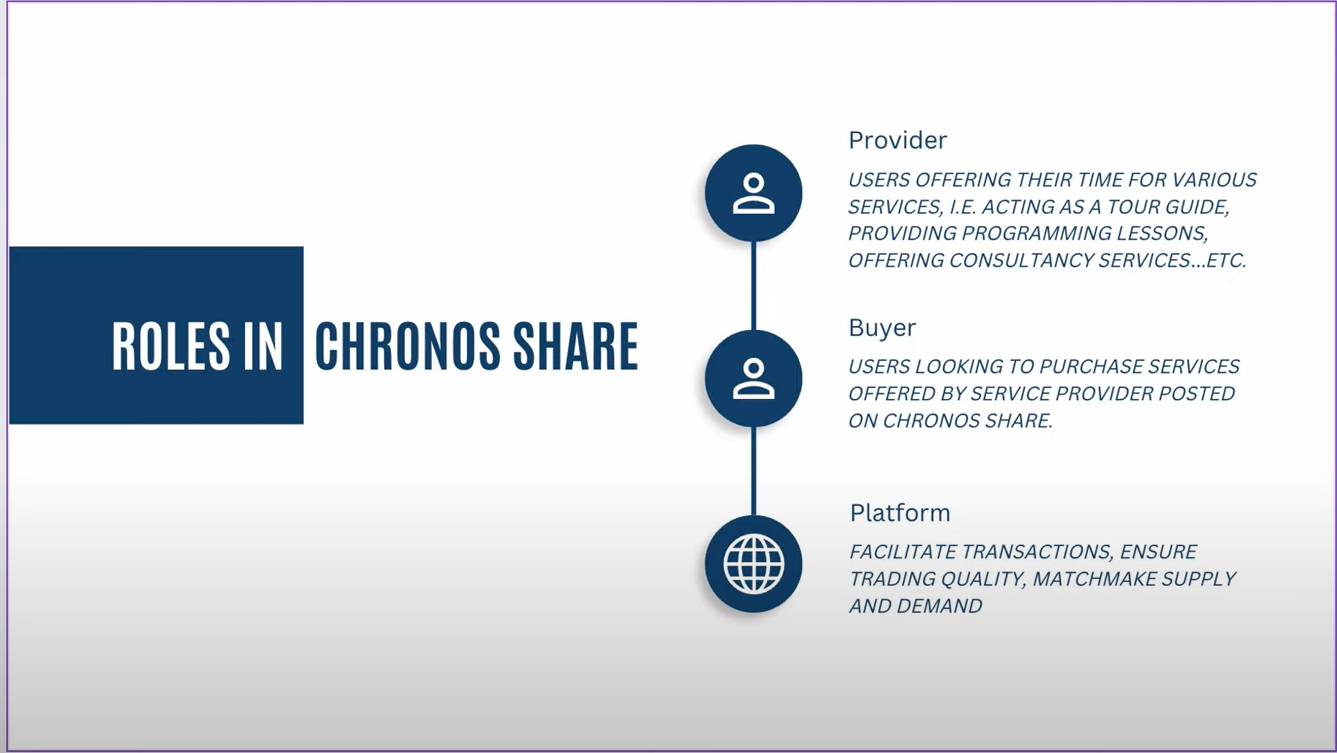 ROLES IN CHRONOS SHARE
Provider
USERS OFFERING THEIR TIME FOR VARIOUS
SERVICES, I.E. ACTING AS A TOUR GUIDE,
PROVIDING PROGRAMMING LESSONS,
OFFERING CONSULTANCY SERVICES...ETC.
Buyer
USERS LOOKING TO PURCHASE SERVICES
OFFERED BY SERVICE PROVIDER POSTED
ON CHRONOS SHARE.
Platform
FACILITATE TRANSACTIONS, ENSURE
TRADING QUALITY, MATCHMAKE SUPPLY
AND DEMAND